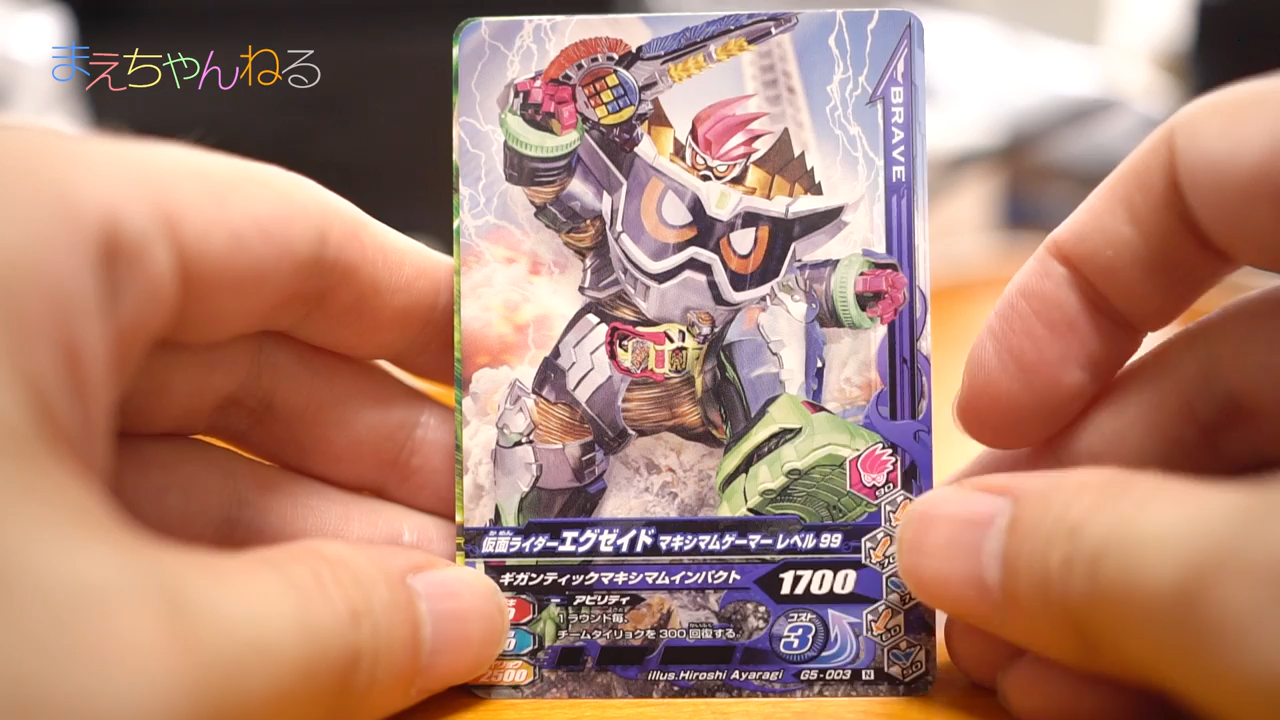 まえちゃんねる
BRAVE
90
仮面ライダーエグゼイド マキシマムゲーマー レベル 99
ギガンティックマキシマムインパクト 1700
アビリティ
1ラウンド毎、
チームタイリョクを300回復する。
コスト
3
60
50
2500
illus.Hiroshi Ayaragi G5-003 N